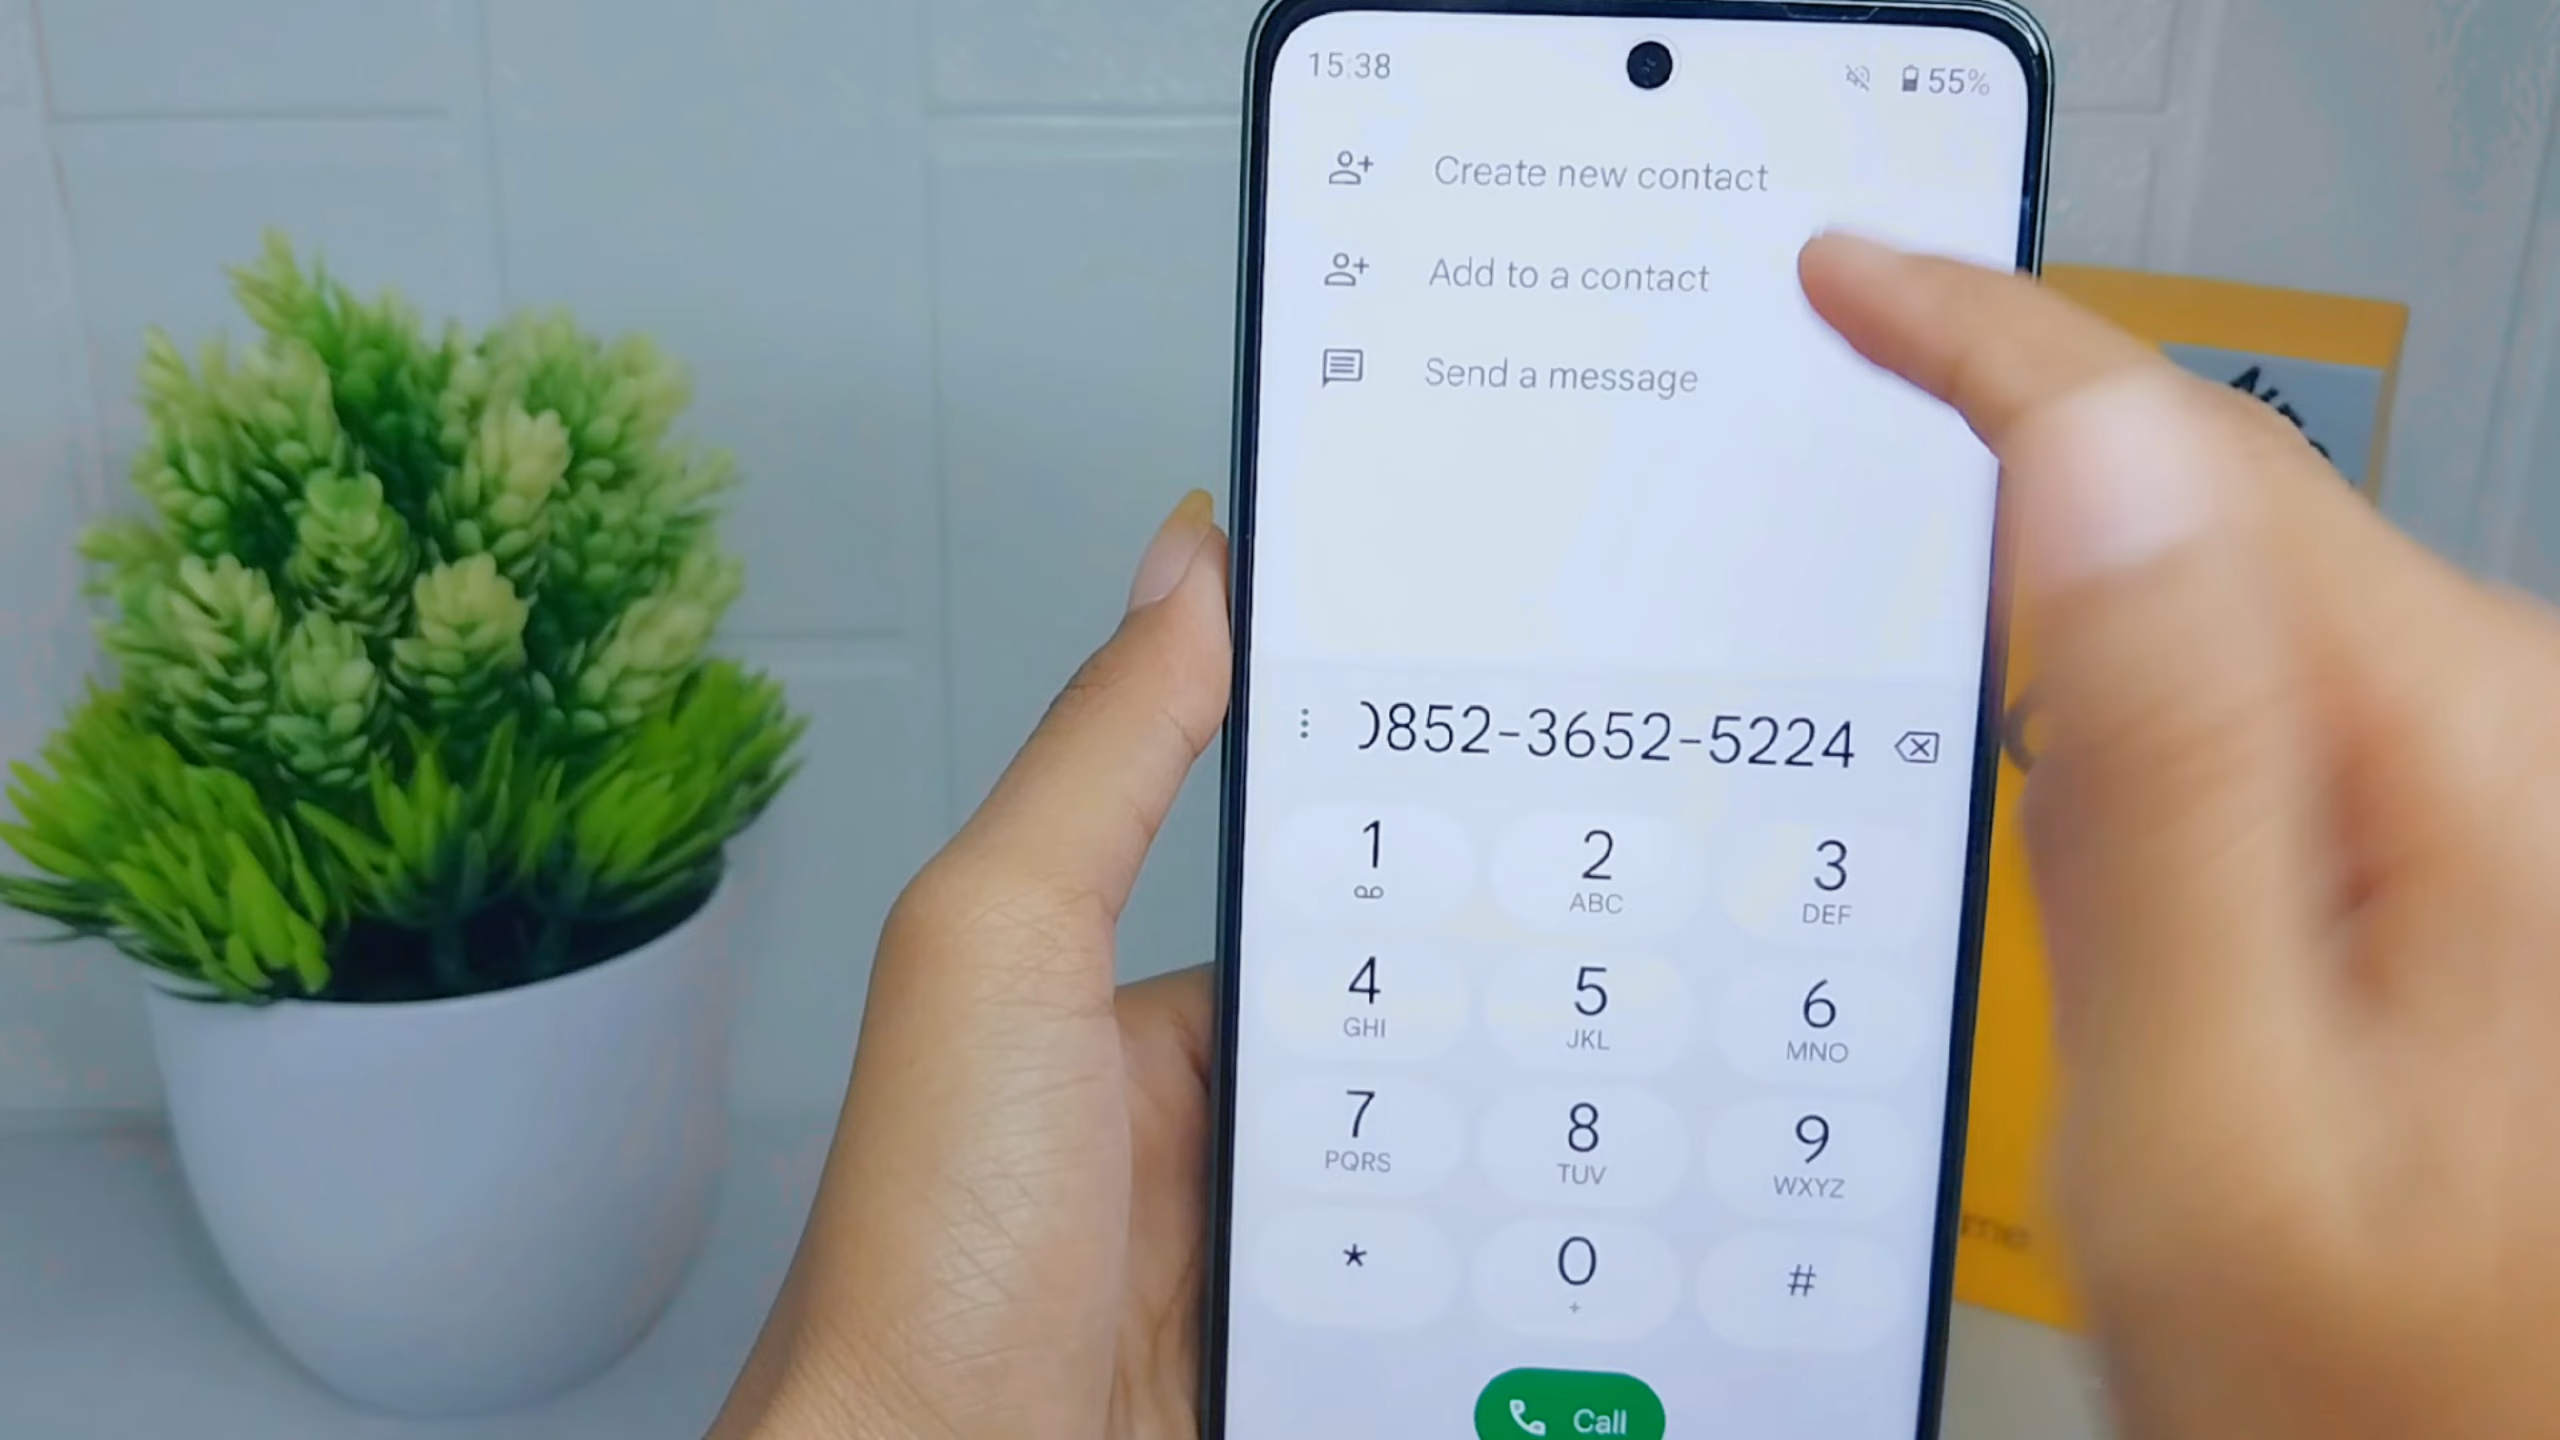 15:38
55%
Create new contact
Add to a contact
Send a message
0852-3652-5224
1
2
ABC
3
DEF
4
GHI
5
JKL
6
MNO
7
PQRS
8
TUV
9
WXYZ
*
0
+
#
Call
me